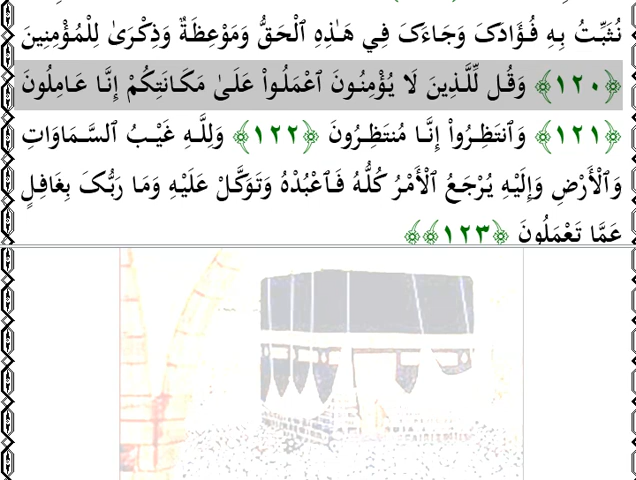 نُثَبِّتُ بِهِ فُؤَادَكَ وَجَاءَكَ فِي هَـٰذِهِ ٱلْحَقُّ وَمَوْعِظَةٌ وَذِكْرَىٰ لِلْمُؤْمِنِينَ
﴿١٢٠﴾ وَقُل لِّلَّذِينَ لَا يُؤْمِنُونَ ٱعْمَلُوا۟ عَلَىٰ مَكَانَتِكُمْ إِنَّا عَامِلُونَ
﴿١٢١﴾ وَٱنتَظِرُوا۟ إِنَّا مُنتَظِرُونَ ﴿١٢٢﴾ وَلِلَّهِ غَيْبُ ٱلسَّمَاوَاتِ
وَٱلْأَرْضِ وَإِلَيْهِ يُرْجَعُ ٱلْأَمْرُ كُلُّهُ فَٱعْبُدْهُ وَتَوَكَّلْ عَلَيْهِ وَمَا رَبُّكَ بِغَافِلٍ
عَمَّا تَعْمَلُونَ ﴿١٢٣﴾﴾